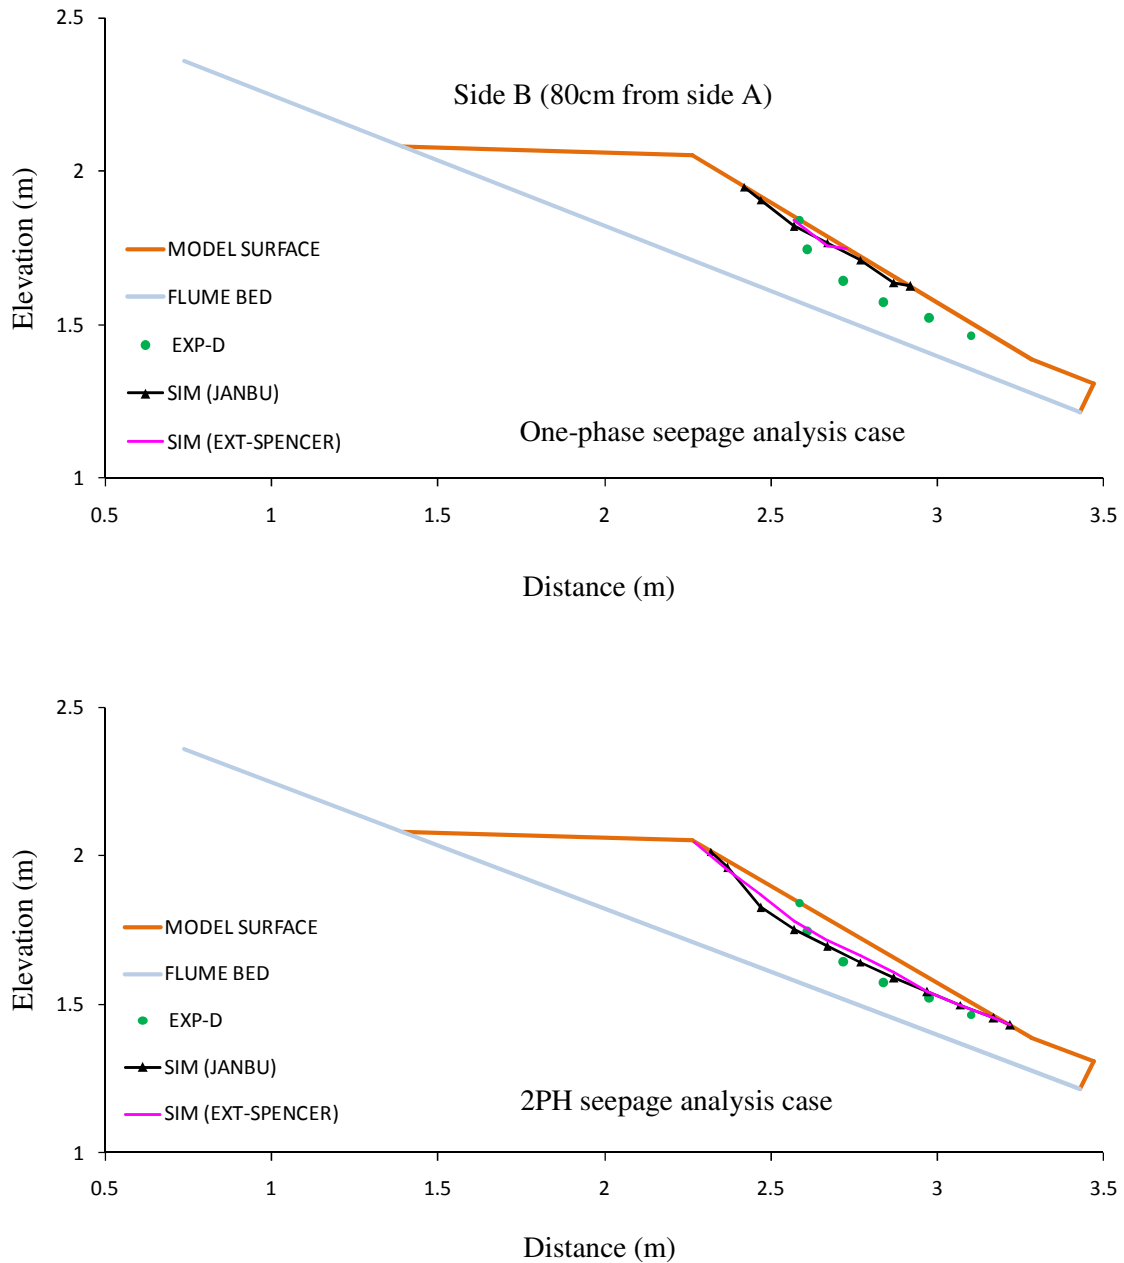 2.5
Side B (80cm from side A)
2
Elevation (m)
MODEL SURFACE
FLUME BED
1.5
EXP-D
SIM (JANBU)
One-phase seepage analysis case
SIM (EXT-SPENCER)
1
0.5 1 1.5 2 2.5 3 3.5
Distance (m)
2.5
2
Elevation (m)
MODEL SURFACE
FLUME BED
1.5
EXP-D
SIM (JANBU)
2PH seepage analysis case
SIM (EXT-SPENCER)
1
0.5 1 1.5 2 2.5 3 3.5
Distance (m)